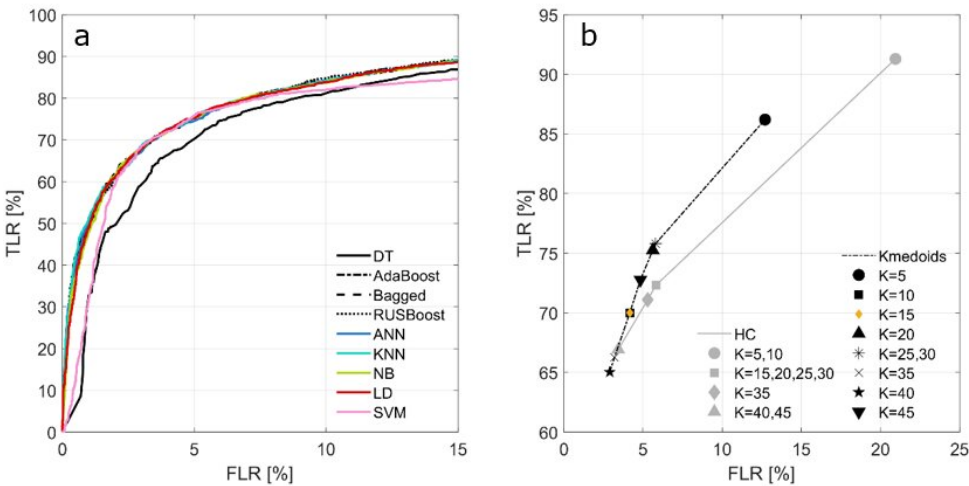 a
100
90
80
70
60
50
40
30
20
10
0
TLR [%]
0
5
10
15
FLR [%]
DT
AdaBoost
Bagged
RUSBoost
ANN
KNN
NB
LD
SVM
b
95
90
85
80
75
70
65
60
TLR [%]
0
5
10
15
20
25
FLR [%]
HC
K=5,10
K=15,20,25,30
K=35
K=40,45
Kmedoids
K=5
K=10
K=15
K=20
K=25,30
K=35
K=40
K=45